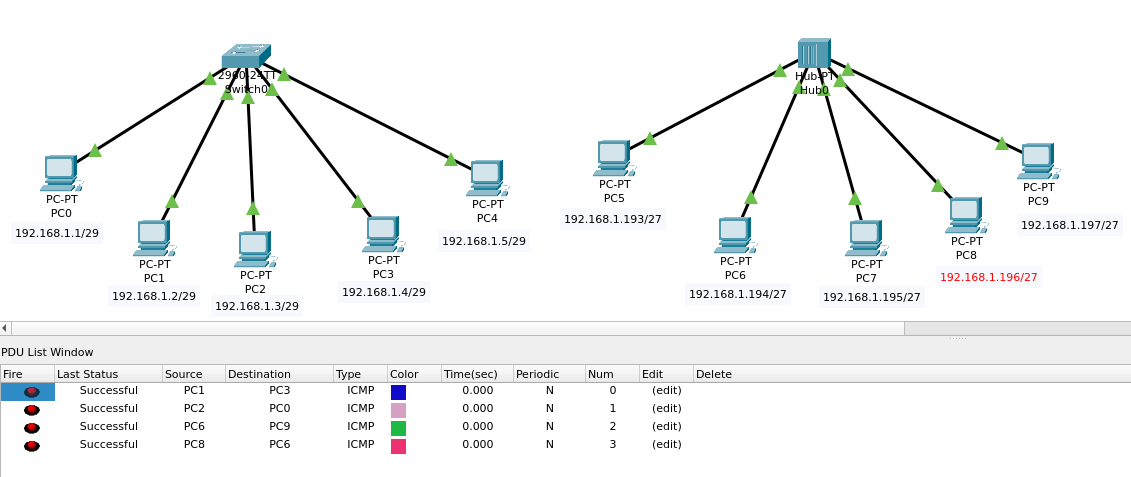 2960-24TT
Switch0
Hub-PT
Hub0
PC-PT
PC0
192.168.1.1/29
PC-PT
PC1
192.168.1.2/29
PC-PT
PC2
192.168.1.3/29
PC-PT
PC3
192.168.1.4/29
PC-PT
PC4
192.168.1.5/29
PC-PT
PC5
192.168.1.193/27
PC-PT
PC6
192.168.1.194/27
PC-PT
PC7
192.168.1.195/27
PC-PT
PC8
192.168.1.196/27
PC-PT
PC9
192.168.1.197/27
PDU List Window
Fire Last Status Source Destination Type Color Time(sec) Periodic Num Edit Delete
Successful PC1 PC3 ICMP 0.000 N 0 (edit)
Successful PC2 PC0 ICMP 0.000 N 1 (edit)
Successful PC6 PC9 ICMP 0.000 N 2 (edit)
Successful PC8 PC6 ICMP 0.000 N 3 (edit)